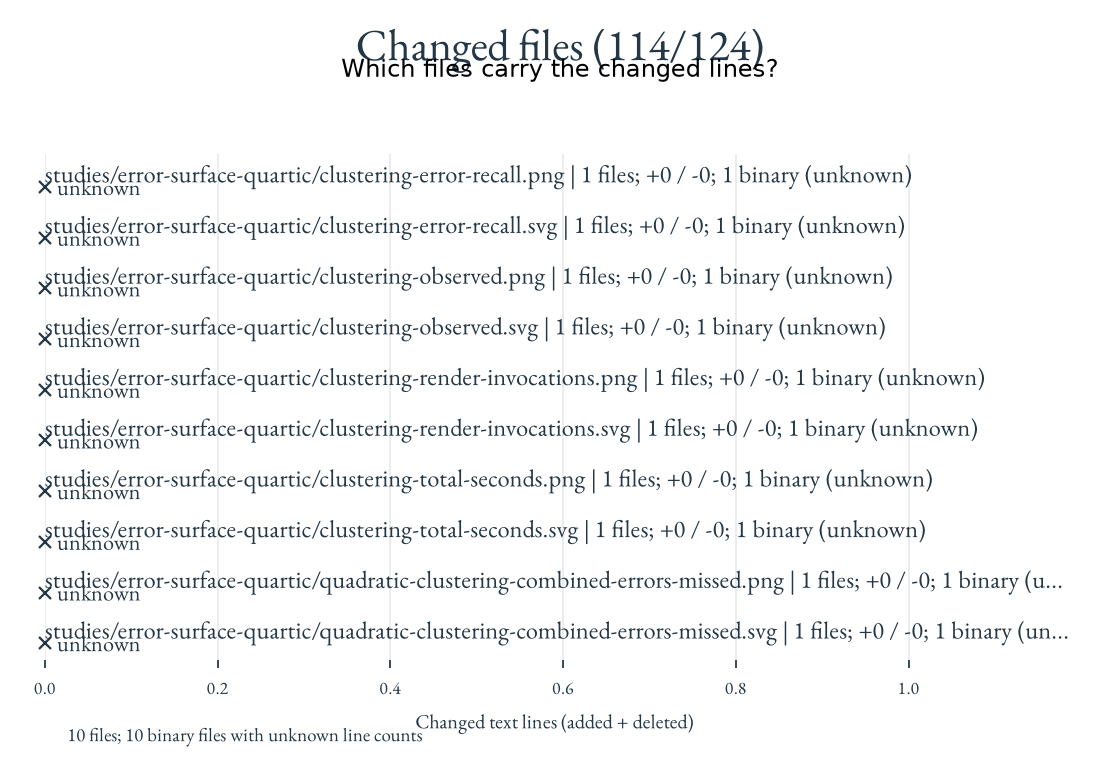 Changed files (114/124)
Which files carry the changed lines?
studies/error-surface-quartic/clustering-error-recall.png | 1 files; +0 / -0; 1 binary (unknown)
unknown
studies/error-surface-quartic/clustering-error-recall.svg | 1 files; +0 / -0; 1 binary (unknown)
unknown
studies/error-surface-quartic/clustering-observed.png | 1 files; +0 / -0; 1 binary (unknown)
unknown
studies/error-surface-quartic/clustering-observed.svg | 1 files; +0 / -0; 1 binary (unknown)
unknown
studies/error-surface-quartic/clustering-render-invocations.png | 1 files; +0 / -0; 1 binary (unknown)
unknown
studies/error-surface-quartic/clustering-render-invocations.svg | 1 files; +0 / -0; 1 binary (unknown)
unknown
studies/error-surface-quartic/clustering-total-seconds.png | 1 files; +0 / -0; 1 binary (unknown)
unknown
studies/error-surface-quartic/clustering-total-seconds.svg | 1 files; +0 / -0; 1 binary (unknown)
unknown
studies/error-surface-quartic/quadratic-clustering-combined-errors-missed.png | 1 files; +0 / -0; 1 binary (u...
unknown
studies/error-surface-quartic/quadratic-clustering-combined-errors-missed.svg | 1 files; +0 / -0; 1 binary (un...
unknown
0.0 0.2 0.4 0.6 0.8 1.0
Changed text lines (added + deleted)
10 files; 10 binary files with unknown line counts